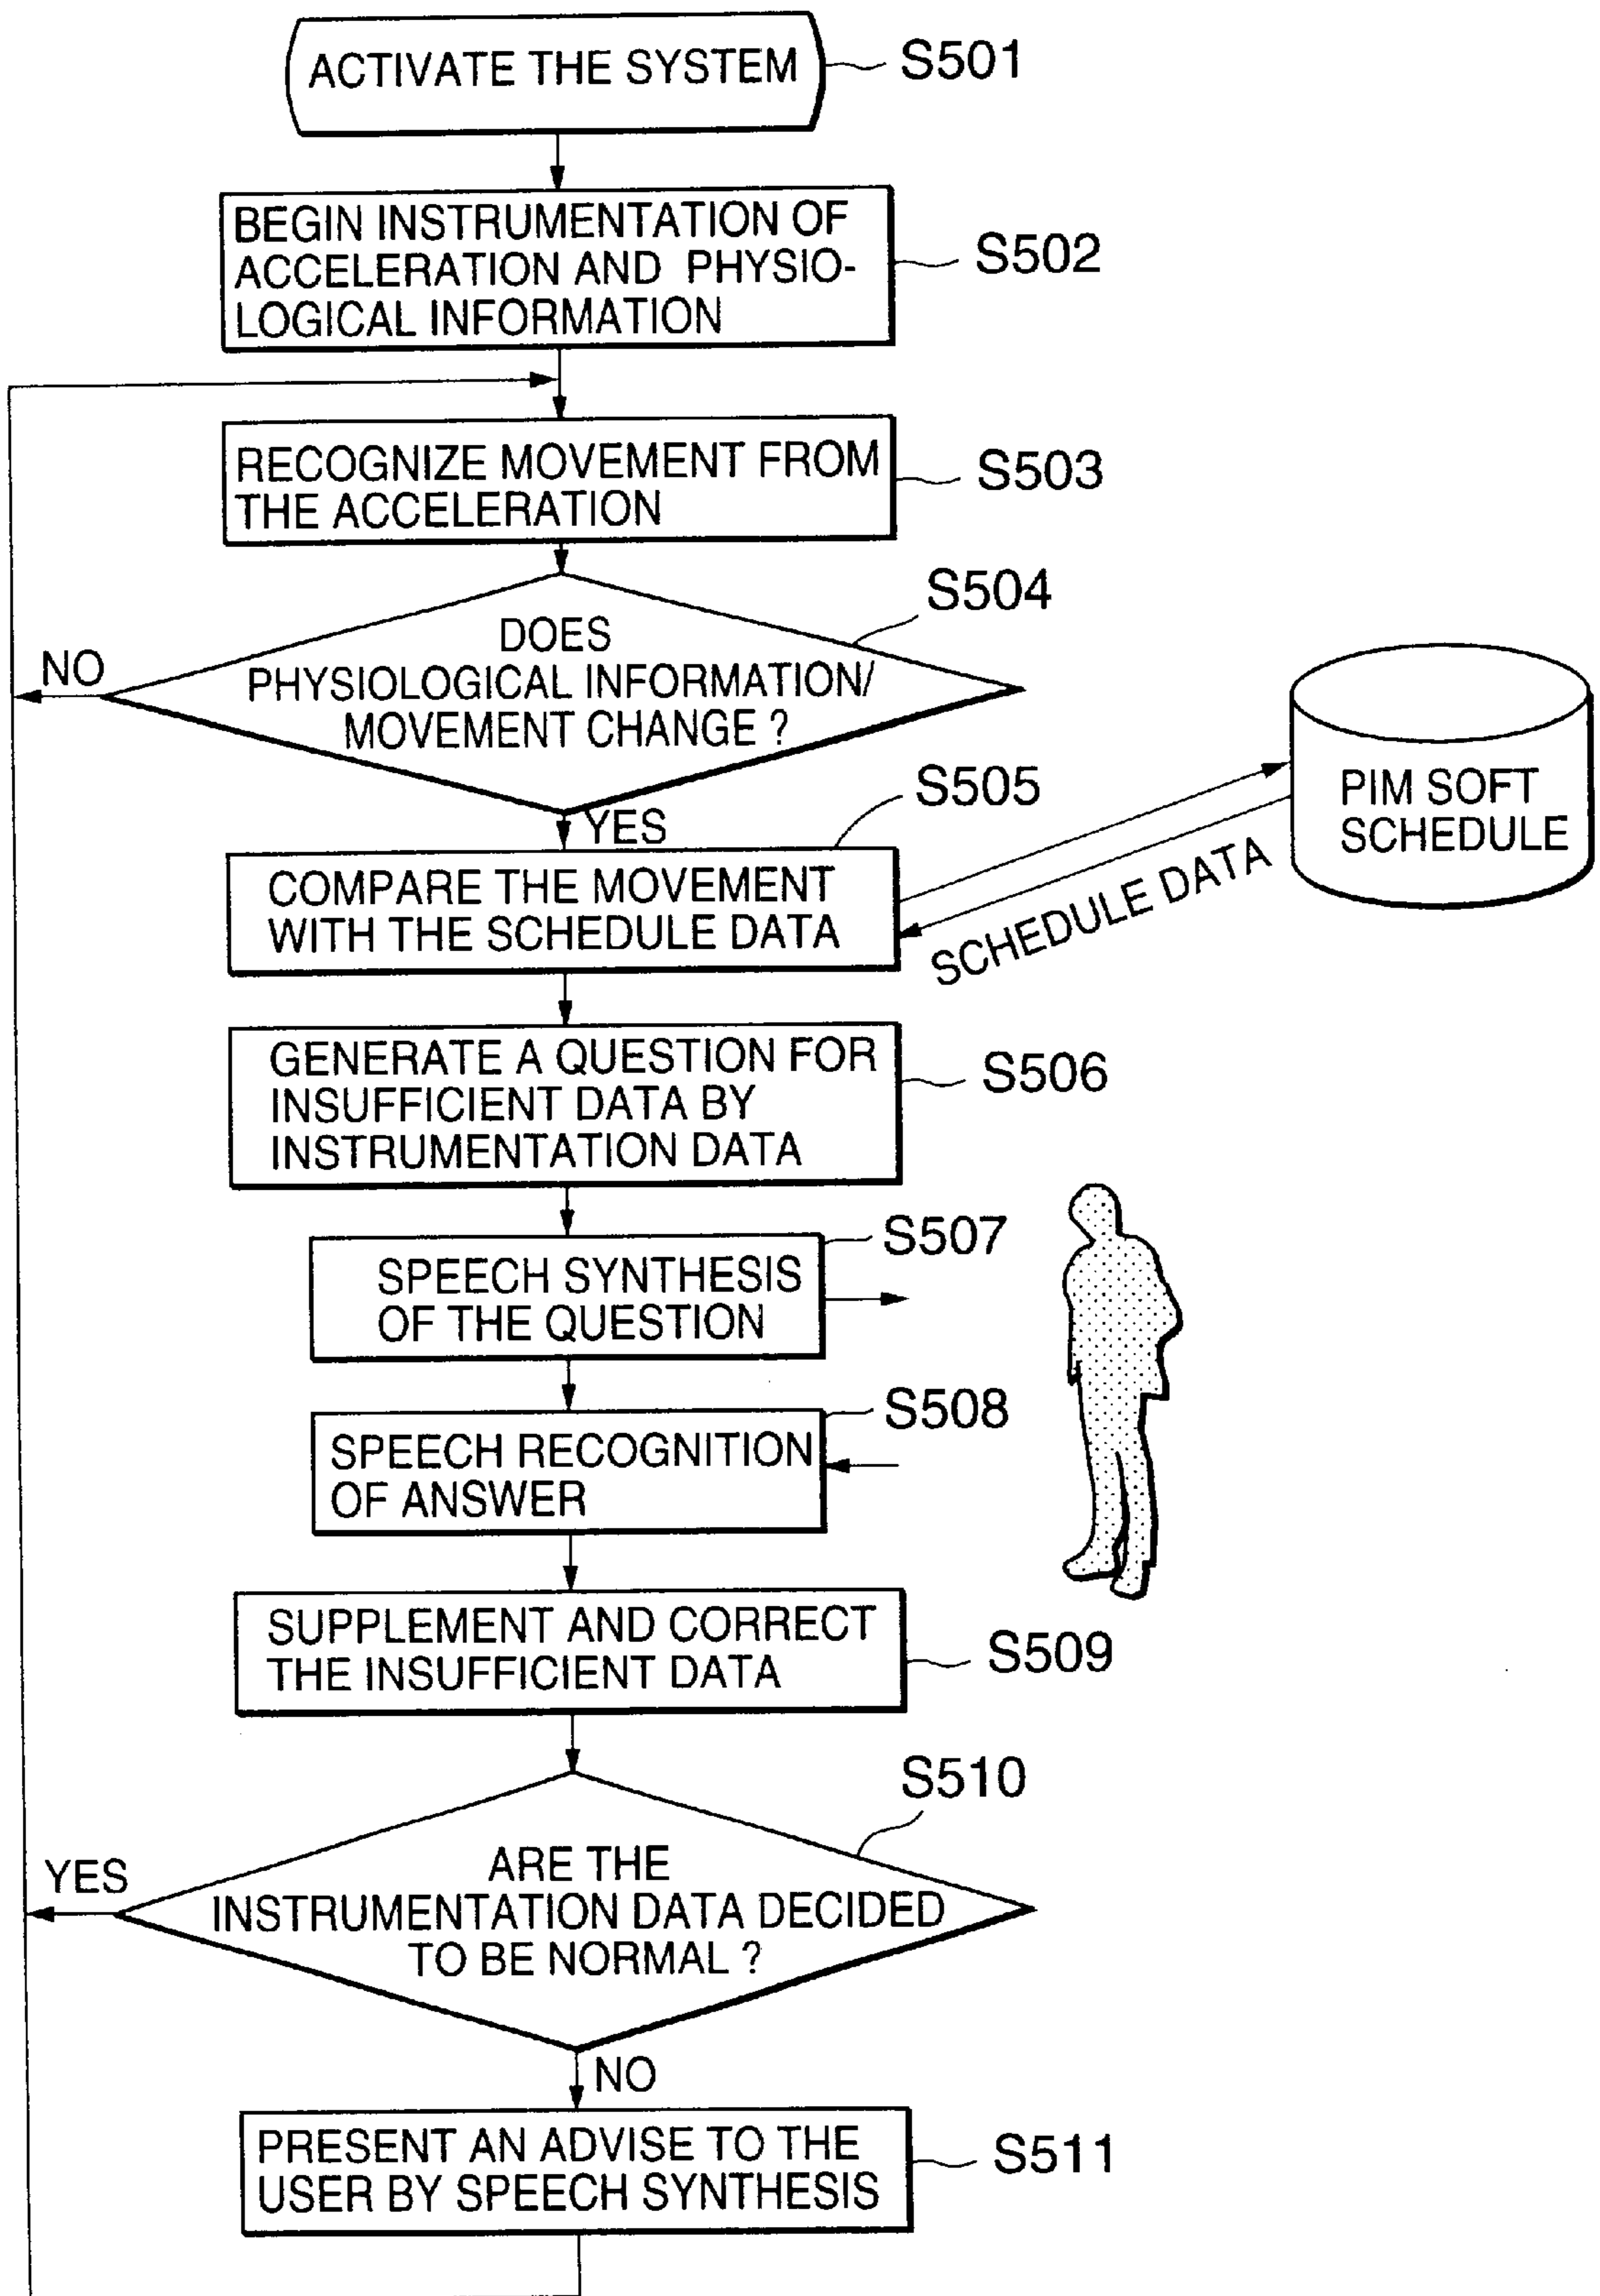 ACTIVATE THE SYSTEM
S501
BEGIN INSTRUMENTATION OF
ACCELERATION AND PHYSIO-
LOGICAL INFORMATION
S502
RECOGNIZE MOVEMENT FROM
THE ACCELERATION
S503
S504
DOES
PHYSIOLOGICAL INFORMATION/
MOVEMENT CHANGE ?
NO
YES
S505
COMPARE THE MOVEMENT
WITH THE SCHEDULE DATA
PIM SOFT
SCHEDULE
SCHEDULE DATA
GENERATE A QUESTION FOR
INSUFFICIENT DATA BY
INSTRUMENTATION DATA
S506
S507
SPEECH SYNTHESIS
OF THE QUESTION
S508
SPEECH RECOGNITION
OF ANSWER
SUPPLEMENT AND CORRECT
THE INSUFFICIENT DATA
S509
S510
ARE THE
INSTRUMENTATION DATA DECIDED
TO BE NORMAL ?
YES
NO
PRESENT AN ADVISE TO THE
USER BY SPEECH SYNTHESIS
S511